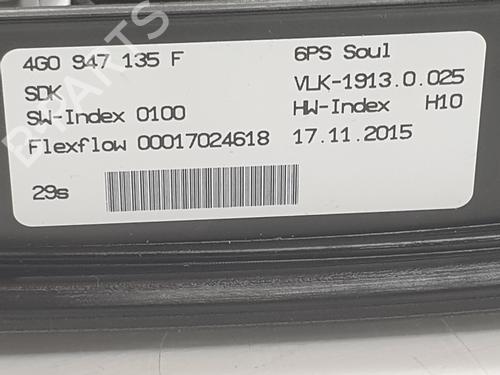 4G0 947 135 F 6PS Soul
SDK VLK-1913.0.025
SW-Index 0100 HW-Index H10
Flexflow 00017024618 17.11.2015
29s
B-PARTS